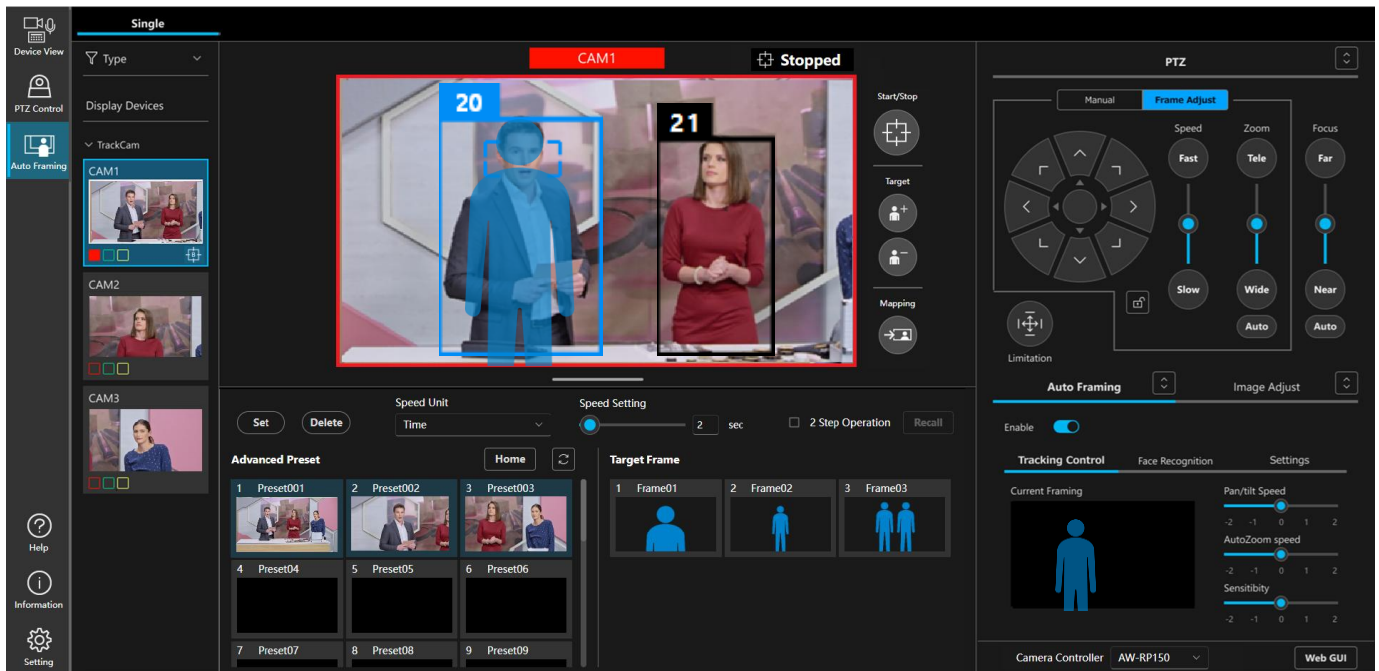 Single
Device View
Type
PTZ Control
Display Devices
Auto Framing
TrackCam
CAM1
CAM2
CAM3
Help
Information
Setting
CAM1
Stopped
20
21
Start/Stop
Target
Mapping
Set
Delete
Speed Unit
Time
Speed Setting
2 sec
2 Step Operation
Recall
Advanced Preset
Home
1 Preset001
2 Preset002
3 Preset003
4 Preset04
5 Preset05
6 Preset06
7 Preset07
8 Preset08
9 Preset09
Target Frame
1 Frame01
2 Frame02
3 Frame03
PTZ
Manual
Frame Adjust
Speed
Zoom
Focus
Fast
Tele
Far
Slow
Wide
Near
Auto
Auto
Limitation
Auto Framing
Image Adjust
Enable
Tracking Control
Face Recognition
Settings
Current Framing
Pan/tilt Speed
-2 -1 0 1 2
AutoZoom speed
-2 -1 0 1 2
Sensitibity
-2 -1 0 1 2
Camera Controller
AW-RP150
Web GUI